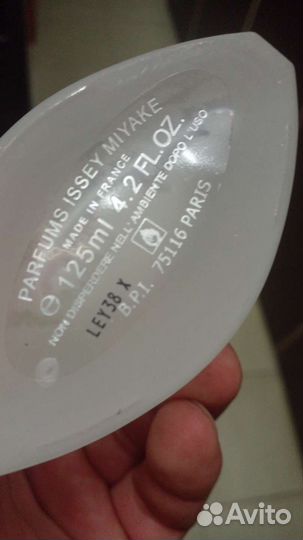 PARFUMS ISSEY MIYAKE
MADE IN FRANCE
℮ 125ml 4.2 FL.OZ.
NON DISPERDERE NELL'AMBIENTE DOPO L'USO
LEY38 X
B.P.I. 75116 PARIS
Avito